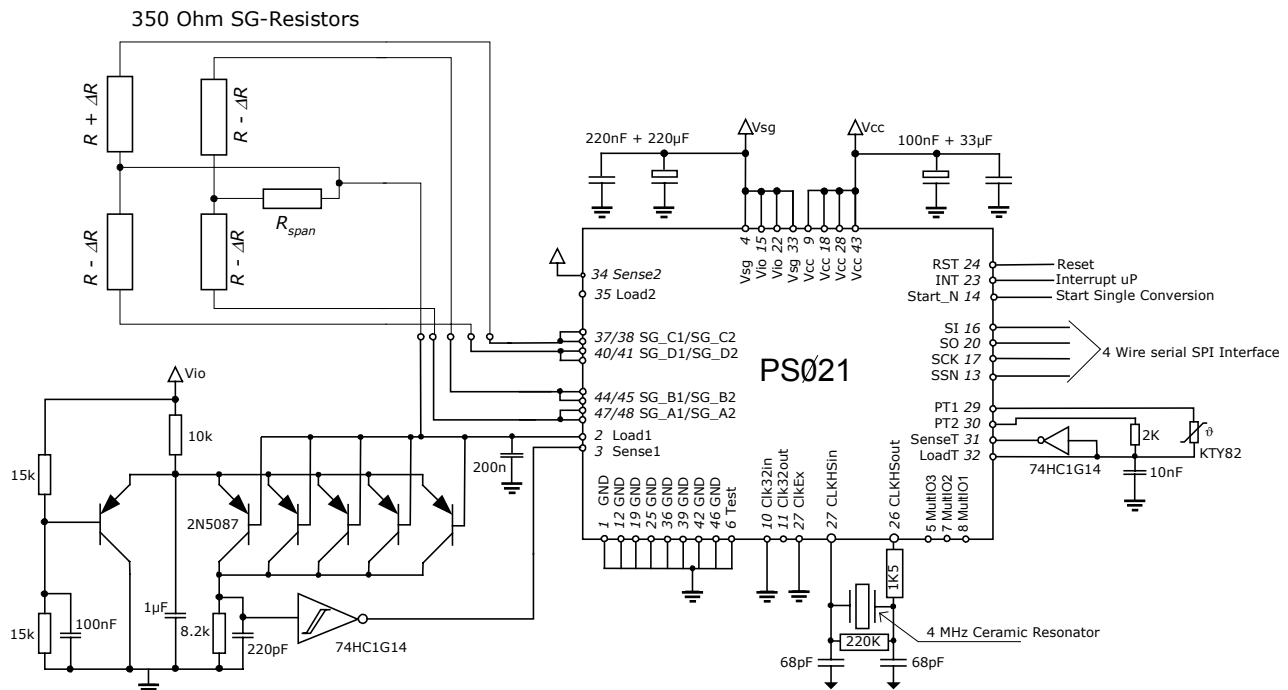 350 Ohm SG-Resistors
R + ΔR
R - ΔR
R - ΔR
R - ΔR
R span
220nF + 220µF
Vsg
Vcc
100nF + 33µF
Vsg 4
Vio 15
Vio 22
Vsg 33
Vcc 9
Vcc 18
Vcc 28
Vcc 43
34 Sense2
35 Load2
37/38 SG_C1/SG_C2
40/41 SG_D1/SG_D2
44/45 SG_B1/SG_B2
47/48 SG_A1/SG_A2
2 Load1
3 Sense1
PSØ21
RST 24
Reset
INT 23
Interrupt uP
Start_N 14
Start Single Conversion
SI 16
SO 20
SCK 17
SSN 13
4 Wire serial SPI Interface
PT1 29
PT2 30
SenseT 31
LoadT 32
74HC1G14
2K
ϑ
KTY82
10nF
1 GND
12 GND
19 GND
25 GND
36 GND
39 GND
42 GND
46 GND
6 Test
10 Clk32in
11 Clk32out
27 ClkEx
27 CLKHSin
26 CLKHSout
5 MultIO3
7 MultIO2
8 MultIO1
1K5
4 MHz Ceramic Resonator
220K
68pF
68pF
Vio
10k
15k
2N5087
200n
15k
100nF
1µF
8.2k
220pF
74HC1G14